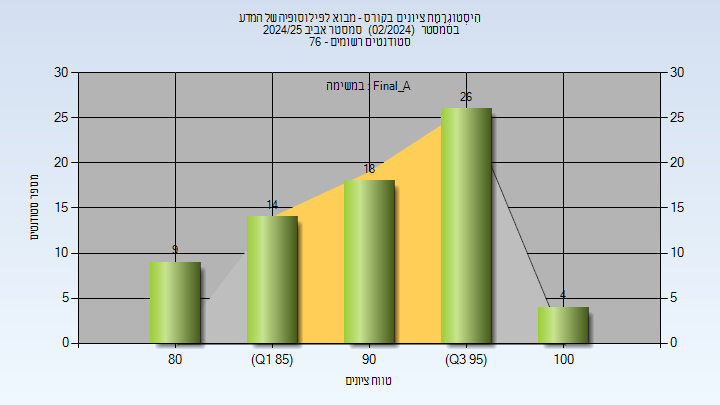 היסטוגרמת ציונים בקורס - מבוא לפילוסופיה של המדע
בסמסטר (02/2024) סמסטר אביב 2024/25
סטודנטים רשומים - 76
במשימה : Final_A
מספר סטודנטים
30 30
25 25
20 20
15 15
10 10
5 5
0 0
9
14
18
26
4
80 (Q1 85) 90 (Q3 95) 100
טווח ציונים